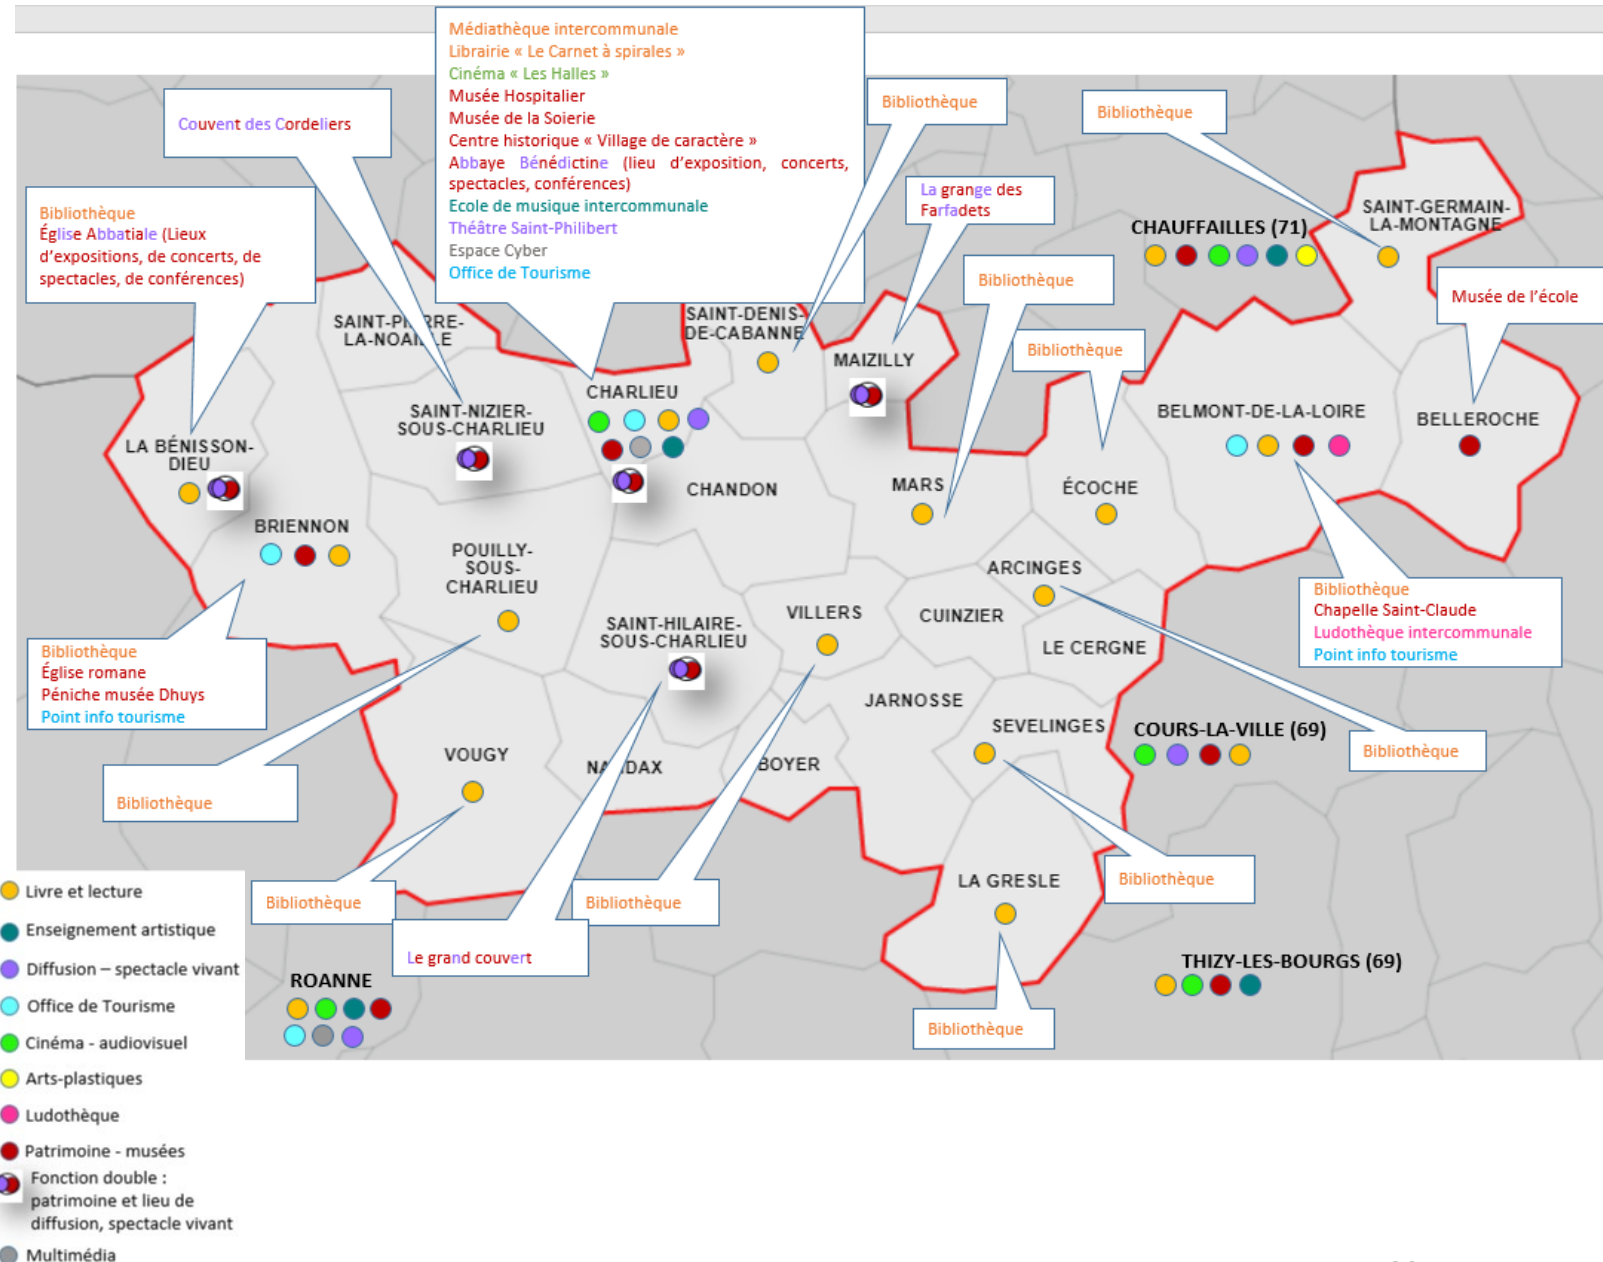 Médiathèque intercommunale
Librairie « Le Carnet à spirales »
Cinéma « Les Halles »
Musée Hospitalier
Musée de la Soierie
Centre historique « Village de caractère »
Abbaye Bénédictine (lieu d'exposition, concerts,
spectacles, conférences)
Ecole de musique intercommunale
Théâtre Saint-Philibert
Espace Cyber
Office de Tourisme
Couvent des Cordeliers
Bibliothèque
Bibliothèque
Bibliothèque
Église Abbatiale (Lieux
d'expositions, de concerts, de
spectacles, de conférences)
La grange des
Farfadets
SAINT-GERMAIN-
LA-MONTAGNE
CHAUFFAILLES (71)
Bibliothèque
Musée de l'école
SAINT-PIERRE-
LA-NOAILLE
SAINT-DENIS-
DE-CABANNE
MAIZILLY
Bibliothèque
CHARLIEU
SAINT-NIZIER-
SOUS-CHARLIEU
BELMONT-DE-LA-LOIRE
BELLEROCHE
LA BÉNISSON-
DIEU
CHANDON
MARS
ÉCOCHE
BRIENNON
POUILLY-
SOUS-
CHARLIEU
ARCINGES
SAINT-HILAIRE-
SOUS-CHARLIEU
VILLERS
CUINZIER
LE CERGNE
Bibliothèque
Chapelle Saint-Claude
Ludothèque intercommunale
Point info tourisme
Bibliothèque
Église romane
Péniche musée Dhuys
Point info tourisme
JARNOSSE
SEVELINGES
COURS-LA-VILLE (69)
Bibliothèque
VOUGY
NANDAX
BOYER
Bibliothèque
Bibliothèque
Bibliothèque
Bibliothèque
LA GRESLE
Le grand couvert
Livre et lecture
Enseignement artistique
Diffusion – spectacle vivant
Office de Tourisme
Cinéma - audiovisuel
Arts-plastiques
Ludothèque
Patrimoine - musées
Fonction double :
patrimoine et lieu de
diffusion, spectacle vivant
Multimédia
ROANNE
THIZY-LES-BOURGS (69)
Bibliothèque